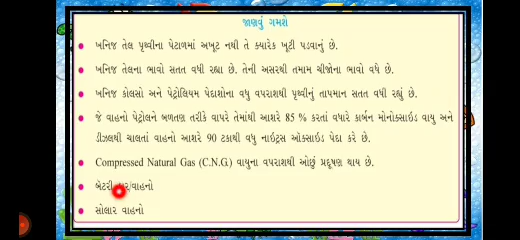 જાણવું ગમશે
ખનિજ તેલ પૃથ્વીના પેટાળમાં અખૂટ નથી તે ક્યારેક ખૂટી પડવાનું છે.
ખનિજ તેલના ભાવો સતત વધી રહ્યા છે. તેની અસરથી તમામ ચીજોના ભાવો વધે છે.
ખનિજ કોલસો અને પેટ્રોલિયમ પેદાશોના વધુ વપરાશથી પૃથ્વીનું તાપમાન સતત વધી રહ્યું છે.
જે વાહનો પેટ્રોલને બળતણ તરીકે વાપરે તેમાંથી આશરે 85 % કરતાં વધારે કાર્બન મોનોક્સાઇડ વાયુ અને
ડીઝલથી ચાલતાં વાહનો આશરે 90 ટકાથી વધુ નાઇટ્રસ ઓક્સાઇડ પેદા કરે છે.
Compressed Natural Gas (C.N.G.) વાયુના વપરાશથી ઓછું પ્રદૂષણ થાય છે.
બેટરી વાહનો
સોલાર વાહનો